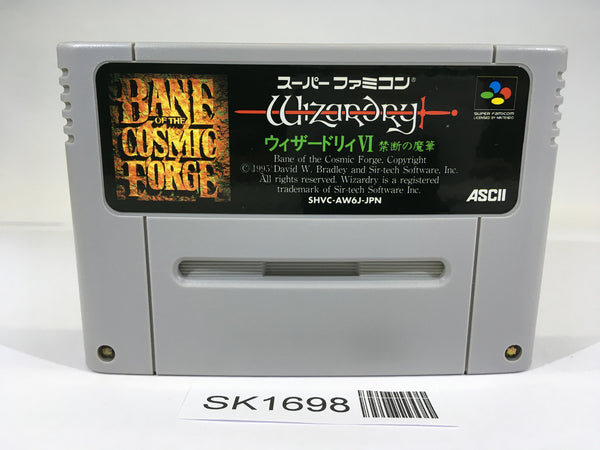 BANE
OF THE
COSMIC
FORGE
スーパーファミコン®
Wizardry
ウィザードリィVI 禁断の魔筆
Bane of the Cosmic Forge, Copyright
© 1995 David W. Bradley and Sir-tech Software, Inc.
All rights reserved. Wizardry is a registered
trademark of Sir-tech Software Inc.
SHVC-AW6J-JPN
SUPER FAMICOM
LICENSED BY NINTENDO
ASCII
SK1698